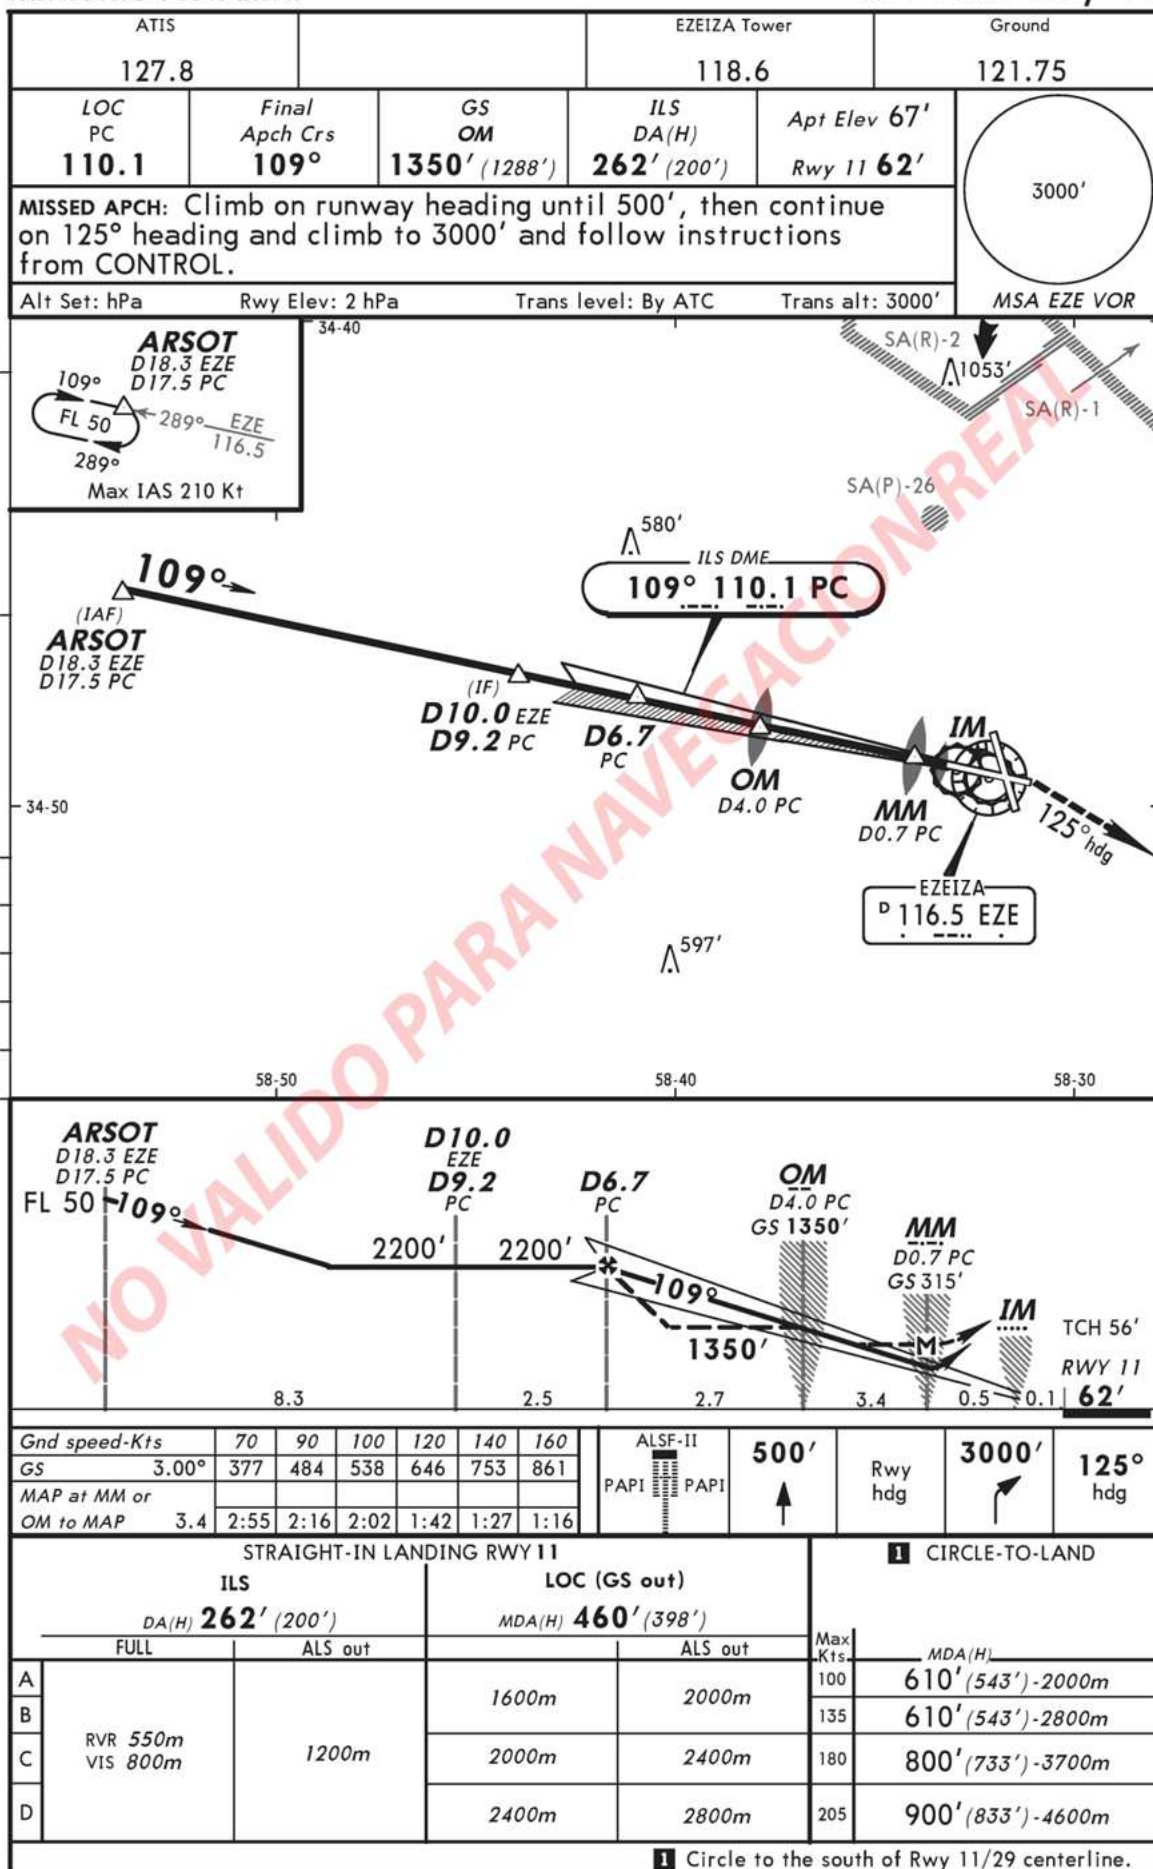 ATIS EZEIZA Tower Ground
127.8 118.6 121.75
LOC Final GS ILS Apt Elev 67'
PC Apch Crs OM DA(H)
110.1 109° 1350' (1288') 262' (200') Rwy 11 62'
3000'
MISSED APCH: Climb on runway heading until 500', then continue
on 125° heading and climb to 3000' and follow instructions
from CONTROL.
Alt Set: hPa Rwy Elev: 2 hPa Trans level: By ATC Trans alt: 3000' MSA EZE VOR
34-40
ARSOT
D18.3 EZE
D17.5 PC
109°
FL 50
289° EZE
116.5
289°
Max IAS 210 Kt
SA(R)-2
1053'
SA(R)-1
SA(P)-26
580'
ILS DME
109° 110.1 PC
109°
(IAF)
ARSOT
D18.3 EZE
D17.5 PC
(IF)
D10.0 EZE
D9.2 PC
D6.7
PC
OM
D4.0 PC
IM
MM
D0.7 PC
125° hdg
34-50
EZEIZA
D 116.5 EZE
597'
58-50 58-40 58-30
NO VALIDO PARA NAVEGACION REAL
ARSOT
D18.3 EZE
D17.5 PC
FL 50 109°
D10.0
EZE
D9.2
PC
D6.7
PC
OM
D4.0 PC
GS 1350'
MM
D0.7 PC
GS 315'
IM
TCH 56'
RWY 11
62'
2200' 2200'
109°
1350'
M
8.3 2.5 2.7 3.4 0.5 0.1
Gnd speed-Kts 70 90 100 120 140 160
GS 3.00° 377 484 538 646 753 861
MAP at MM or
OM to MAP 3.4 2:55 2:16 2:02 1:42 1:27 1:16
ALSF-II
PAPI PAPI
500'
Rwy
hdg
3000'
125°
hdg
STRAIGHT-IN LANDING RWY 11 1 CIRCLE-TO-LAND
ILS LOC (GS out)
DA(H) 262' (200') MDA(H) 460' (398')
FULL ALS out ALS out Max
Kts MDA(H)
A 1600m 2000m 100 610' (543')-2000m
B 135 610' (543')-2800m
RVR 550m
VIS 800m 1200m
C 2000m 2400m 180 800' (733')-3700m
D 2400m 2800m 205 900' (833')-4600m
1 Circle to the south of Rwy 11/29 centerline.